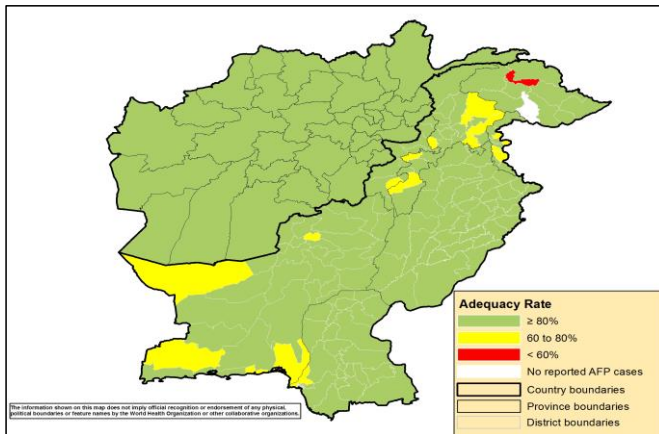 Adequacy Rate
≥ 80%
60 to 80%
< 60%
No reported AFP cases
Country boundaries
Province boundaries
District boundaries
The information shown on this map does not imply official recognition or endorsement of any physical,
political boundaries or feature names by the World Health Organization or other collaborative organizations.